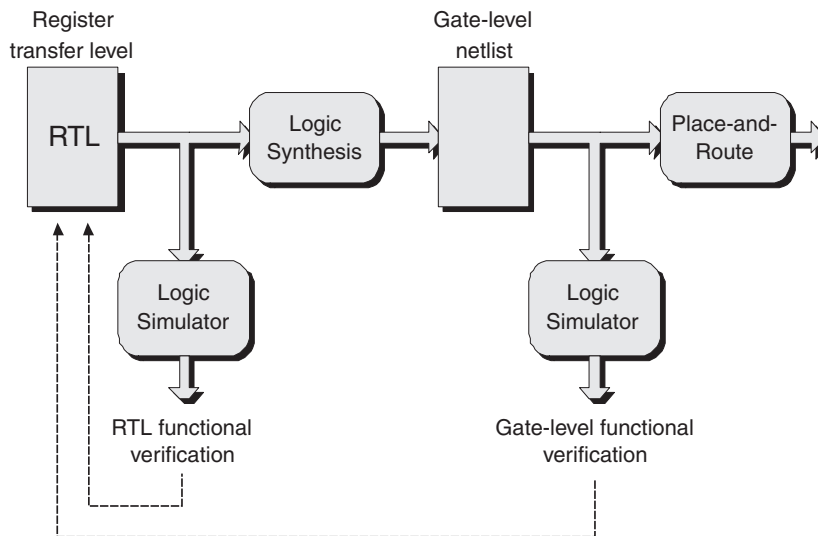 Register
transfer level
RTL
Logic
Synthesis
Gate-level
netlist
Place-and-
Route
Logic
Simulator
Logic
Simulator
RTL functional
verification
Gate-level functional
verification